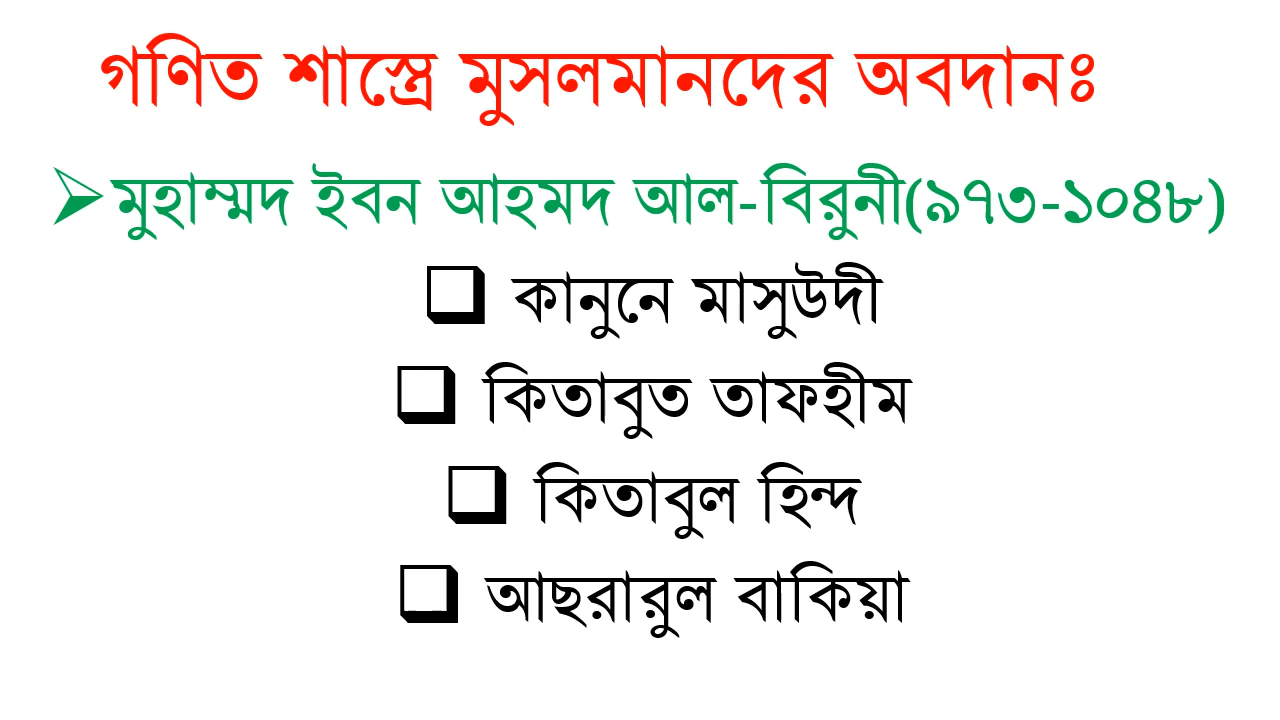 গণিত শাস্ত্রে মুসলমানদের অবদানঃ
মুহাম্মদ ইবন আহমদ আল-বিরুনী(৯৭৩-১০৪৮)
কানুনে মাসুউদী
কিতাবুত তাফহীম
কিতাবুল হিন্দ
আছরারুল বাকিয়া